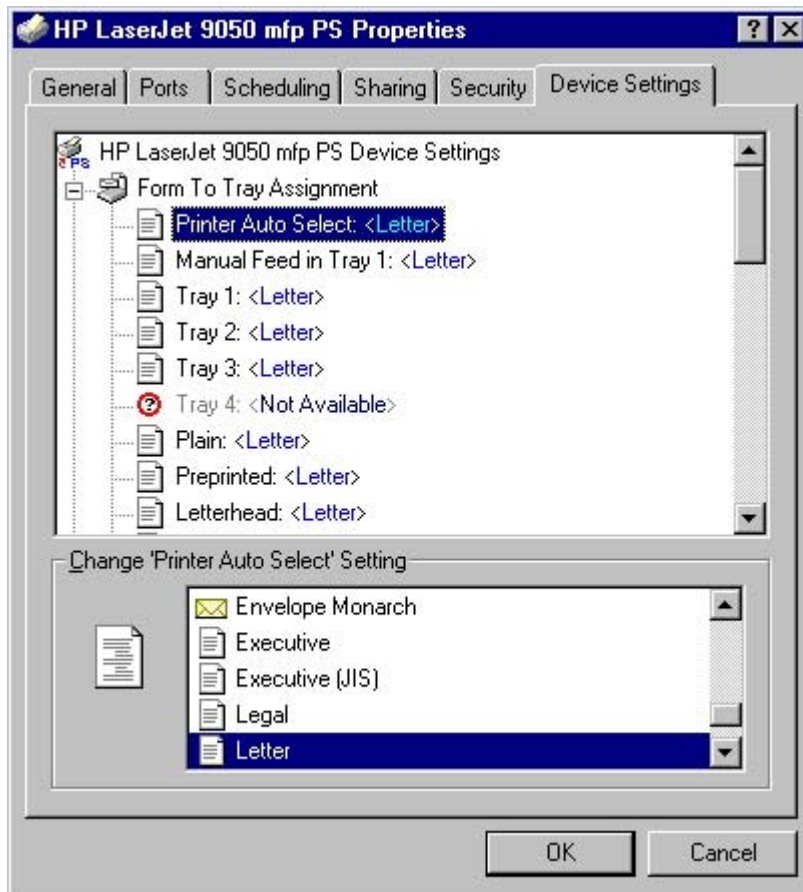 HP LaserJet 9050 mfp PS Properties
General Ports Scheduling Sharing Security Device Settings
HP LaserJet 9050 mfp PS Device Settings
Form To Tray Assignment
Printer Auto Select: <Letter>
Manual Feed in Tray 1: <Letter>
Tray 1: <Letter>
Tray 2: <Letter>
Tray 3: <Letter>
Tray 4: <Not Available>
Plain: <Letter>
Preprinted: <Letter>
Letterhead: <Letter>
Change 'Printer Auto Select' Setting
Envelope Monarch
Executive
Executive (JIS)
Legal
Letter
OK Cancel